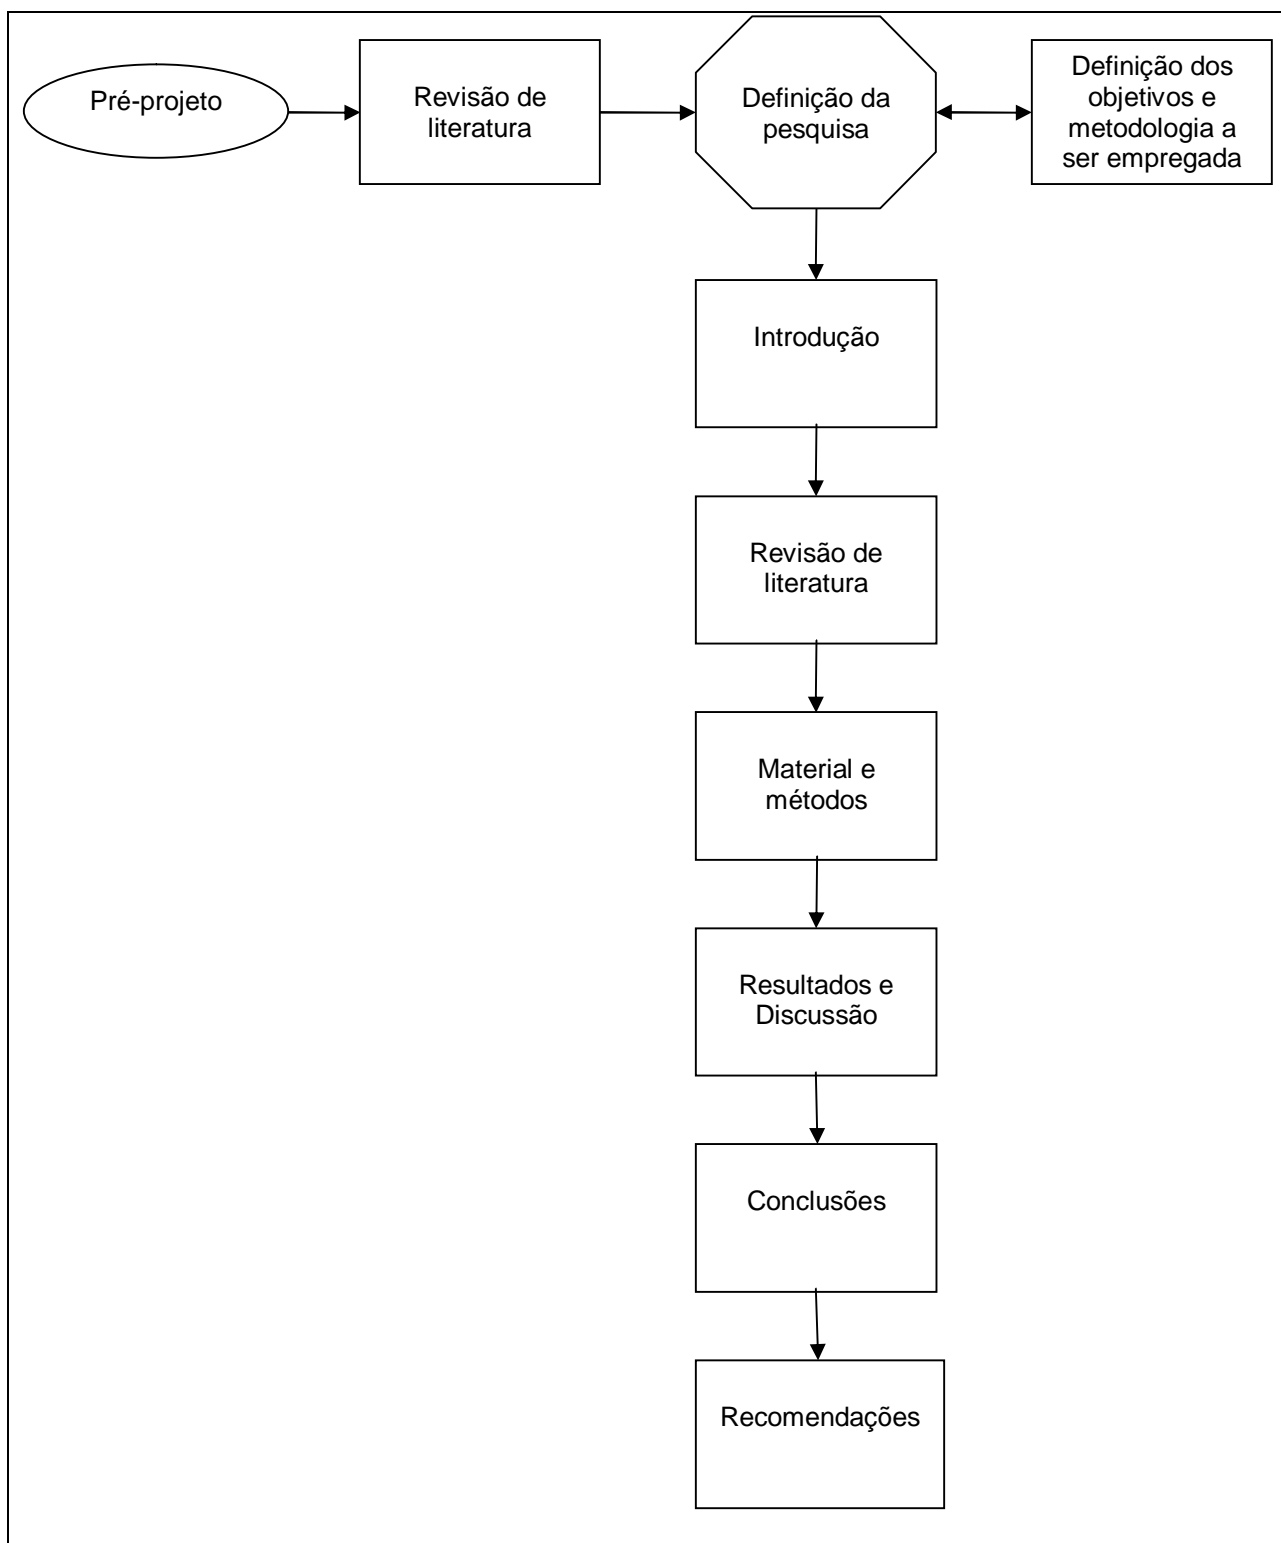 Pré-projeto
Revisão de
literatura
Definição da
pesquisa
Definição dos
objetivos e
metodologia a
ser empregada
Introdução
Revisão de
literatura
Material e
métodos
Resultados e
Discussão
Conclusões
Recomendações